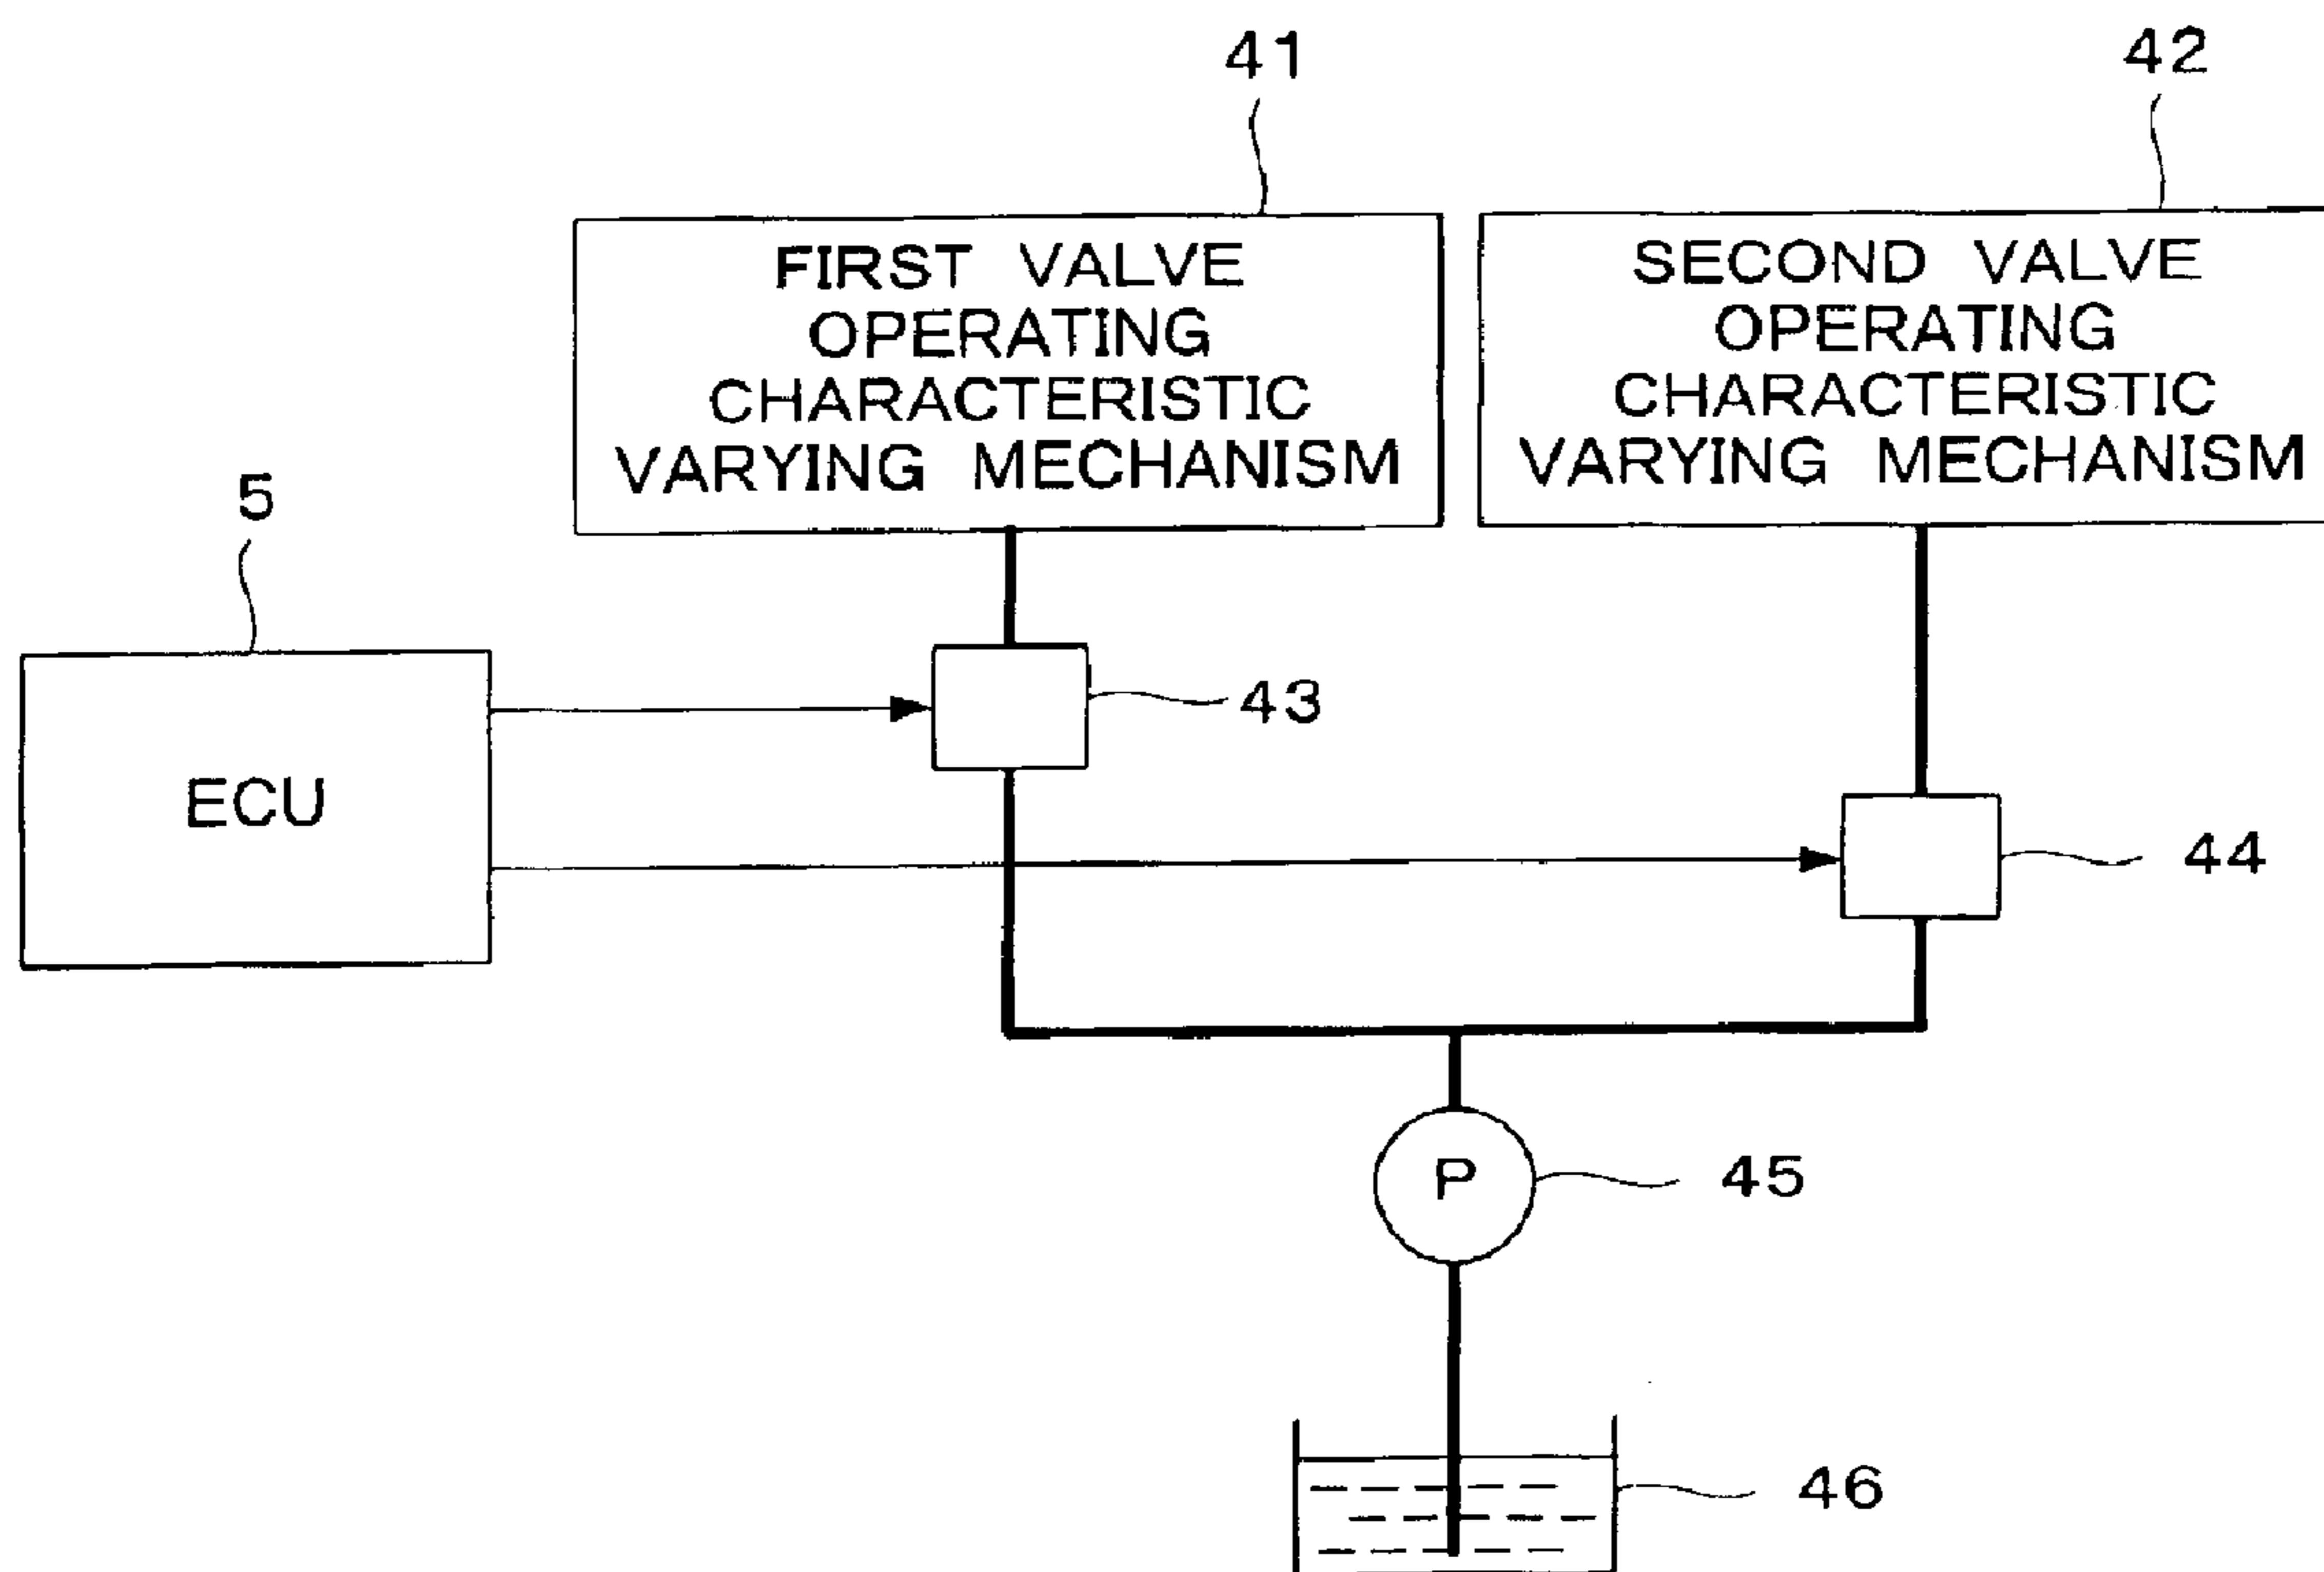 41
42
FIRST VALVE
OPERATING
CHARACTERISTIC
VARYING MECHANISM
SECOND VALVE
OPERATING
CHARACTERISTIC
VARYING MECHANISM
5
43
ECU
44
P
45
46